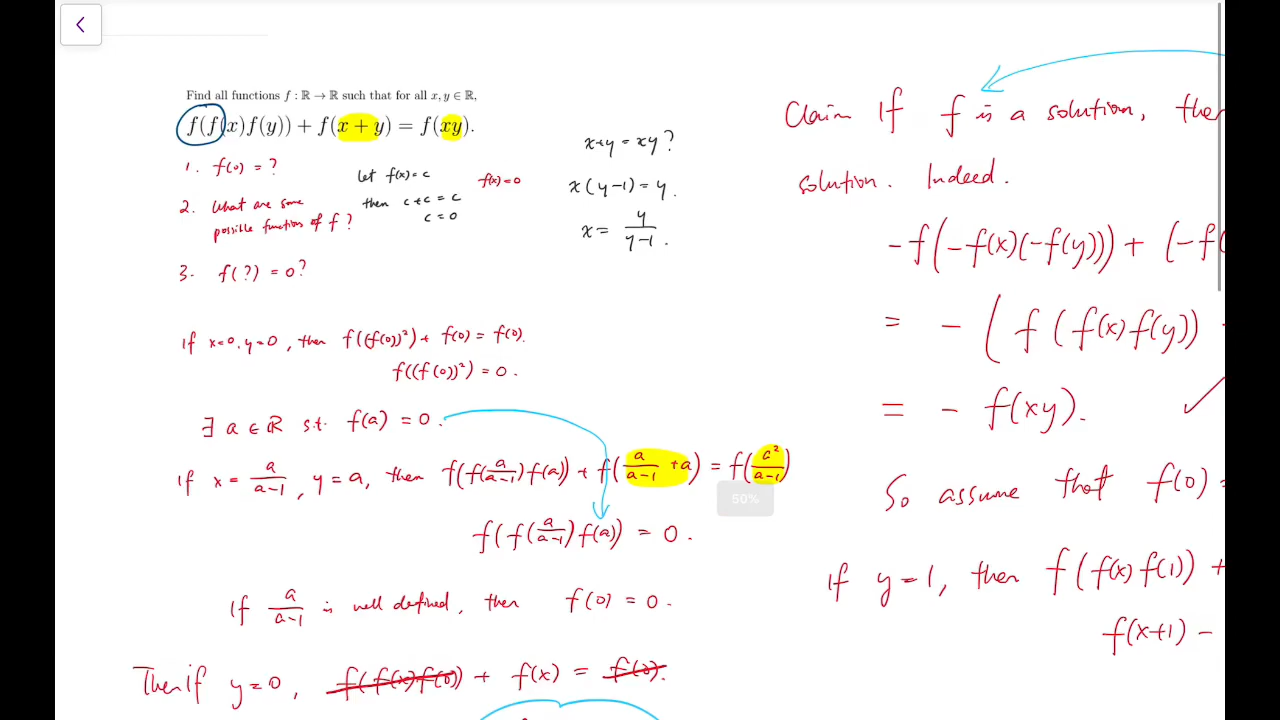 Find all functions f : ℝ → ℝ such that for all x, y ∈ ℝ,
f(f(x)f(y)) + f(x + y) = f(xy).
1. f(0) = ?
2. What are some
possible functions of f ?
3. f(?) = 0 ?
Let f(x) = c
then c + c = c
c = 0
f(x) = 0
x+y = xy ?
x(y−1) = y.
x = y/(y−1).
If x=0, y=0, then f((f(0))²) + f(0) = f(0).
f((f(0))²) = 0.
∃ a ∈ ℝ s.t. f(a) = 0.
If x = a/(a−1), y = a, then f(f(a/(a−1))f(a)) + f(a/(a−1) + a) = f(a²/(a−1))
50%
f(f(a/(a−1))f(a)) = 0.
If a/(a−1) is well defined, then f(0) = 0.
Then if y=0, f(f(x)f(0)) + f(x) = f(0).
Claim If f is a solution, the
solution. Indeed.
−f(−f(x)(−f(y))) + (−f(
= − ( f ( f(x) f(y))
= − f(xy). ✓
So assume that f(0) =
If y=1, then f(f(x) f(1)) +
f(x+1) −